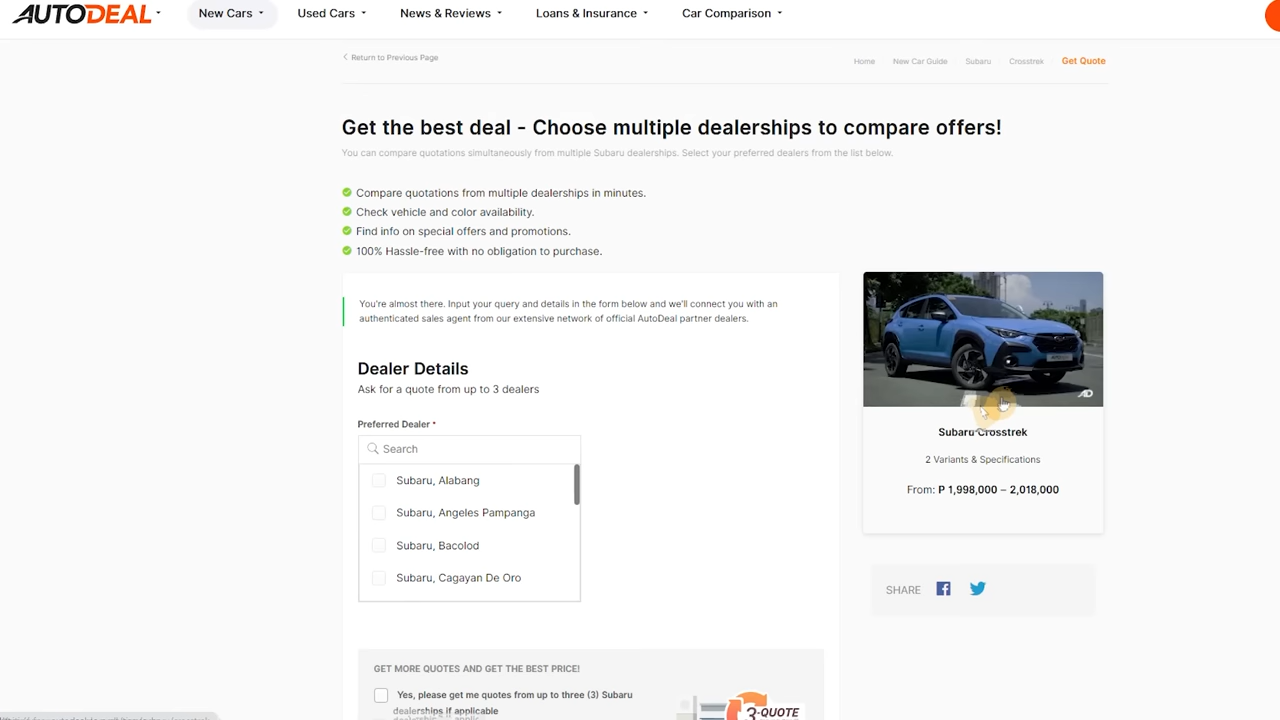 AUTODEAL
New Cars
Used Cars
News & Reviews
Loans & Insurance
Car Comparison
Return to Previous Page
Home
New Car Guide
Subaru
Crosstrek
Get Quote
Get the best deal - Choose multiple dealerships to compare offers!
You can compare quotations simultaneously from multiple Subaru dealerships. Select your preferred dealers from the list below.
Compare quotations from multiple dealerships in minutes.
Check vehicle and color availability.
Find info on special offers and promotions.
100% Hassle-free with no obligation to purchase.
You're almost there. Input your query and details in the form below and we'll connect you with an
authenticated sales agent from our extensive network of official AutoDeal partner dealers.
Dealer Details
Ask for a quote from up to 3 dealers
Preferred Dealer *
Search
Subaru, Alabang
Subaru, Angeles Pampanga
Subaru, Bacolod
Subaru, Cagayan De Oro
GET MORE QUOTES AND GET THE BEST PRICE!
Yes, please get me quotes from up to three (3) Subaru
dealerships if applicable
3-QUOTE
AD
Subaru Crosstrek
2 Variants & Specifications
From: P 1,998,000 – 2,018,000
SHARE